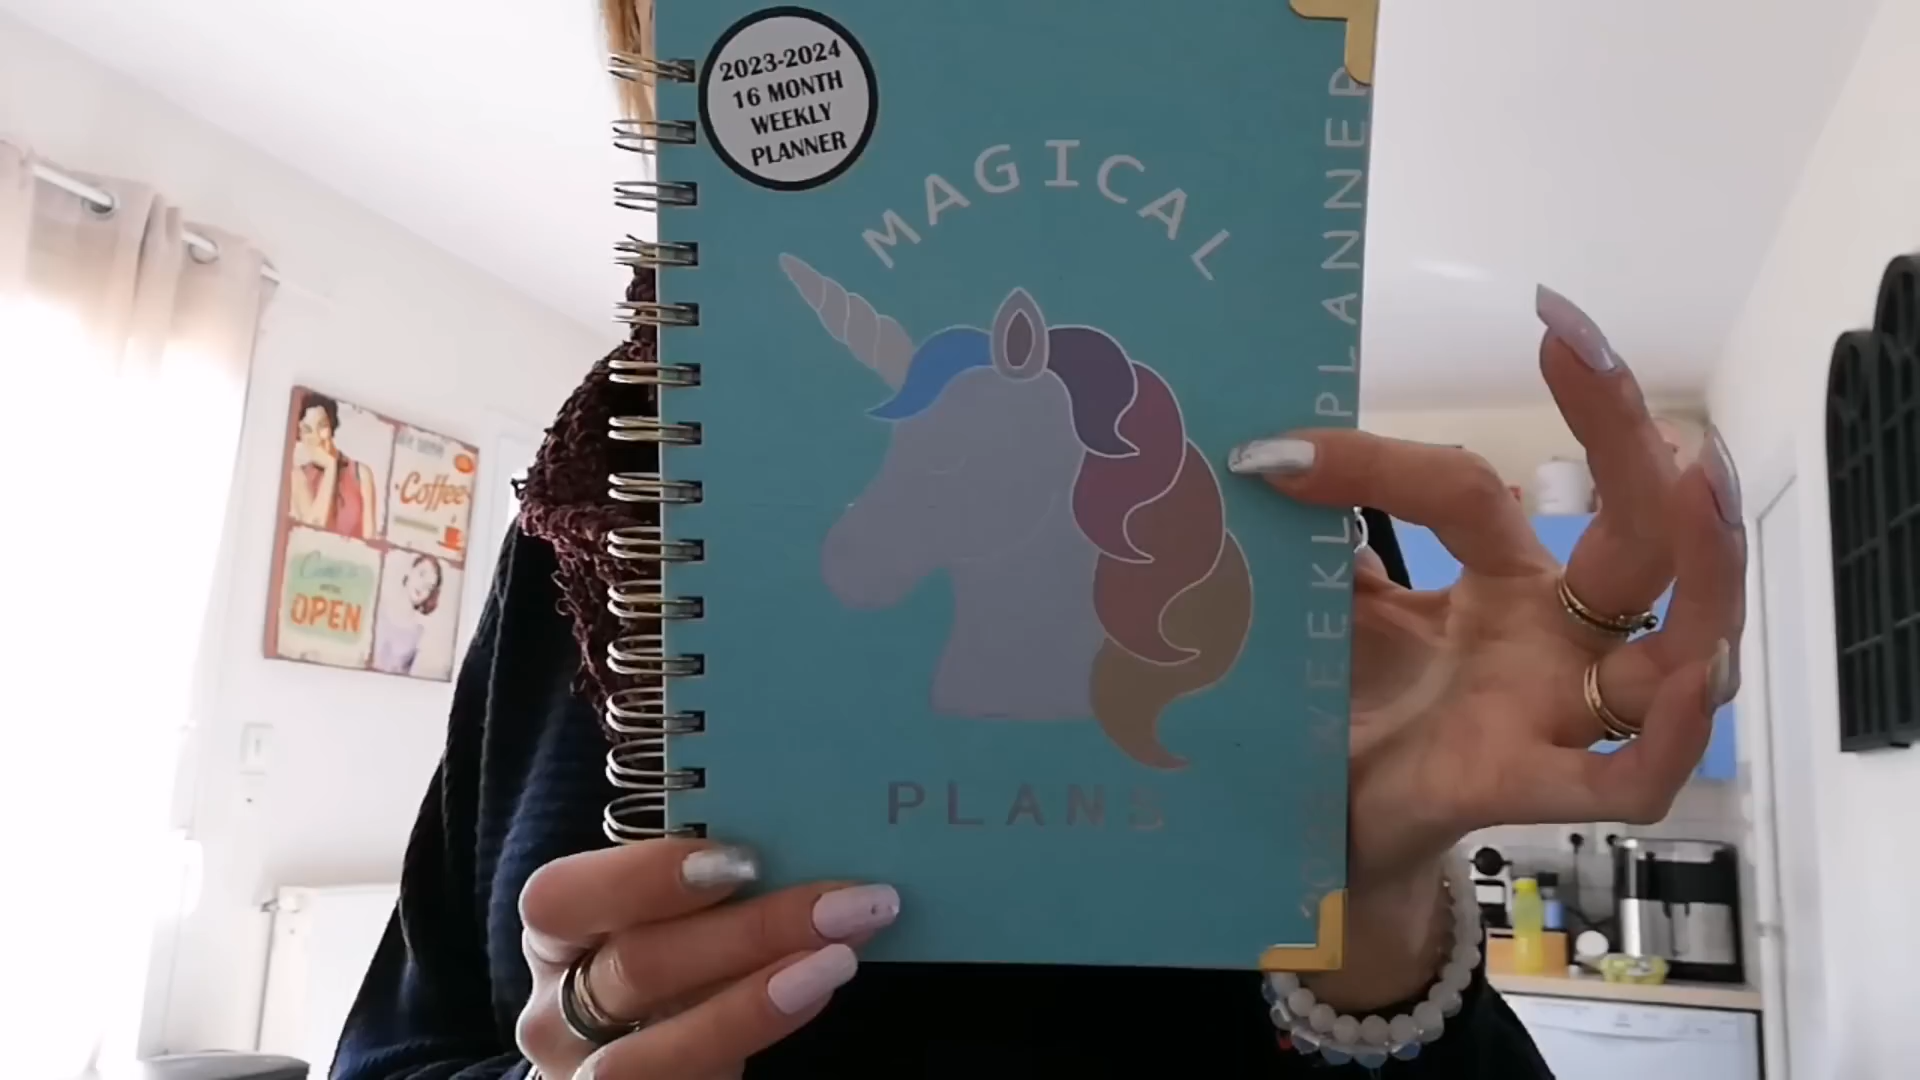 2023-2024
16 MONTH
WEEKLY
PLANNER
MAGICAL
PLANS
WEEKLY PLANNER
Coffee
OPEN